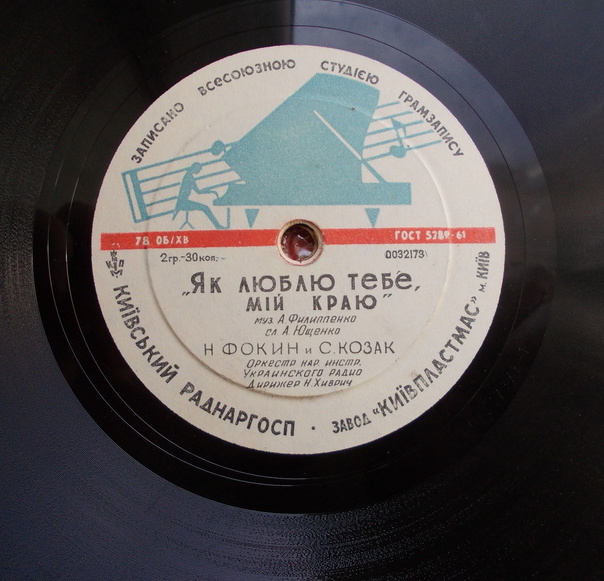 ЗАПИСАНО ВСЕСОЮЗНОЮ СТУДІЄЮ ГРАМЗАПИСУ
78 ОБ/ХВ ГОСТ 5289-61
2гр.-30коп.- 0032173
„ЯК ЛЮБЛЮ ТЕБЕ,
МІЙ КРАЮ"
муз. А.Филиппенко
сл. А.Ющенко
Н ФОКИН и С.КОЗАК
Оркестр нар. инстр.
Украинского радио
Дирижер Н.Хиврич
КИЇВСЬКИЙ РАДНАРГОСП · ЗАВОД "КИЇВПЛАСТМАС" м. КИЇВ